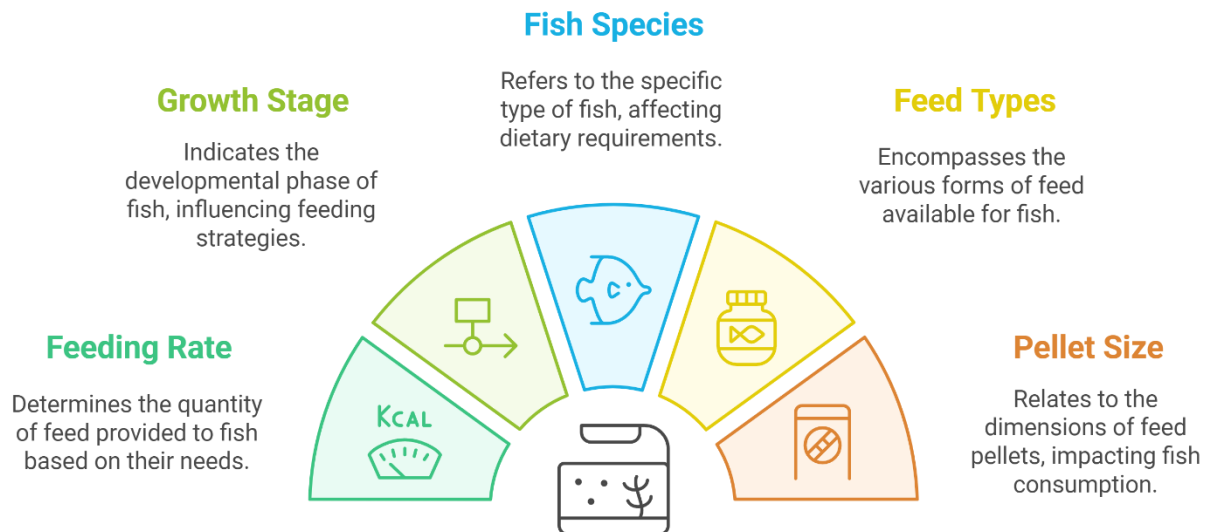 Fish Species
Refers to the specific
type of fish, affecting
dietary requirements.
Growth Stage
Indicates the
developmental phase of
fish, influencing feeding
strategies.
Feed Types
Encompasses the
various forms of feed
available for fish.
Feeding Rate
Determines the quantity
of feed provided to fish
based on their needs.
KCAL
Pellet Size
Relates to the
dimensions of feed
pellets, impacting fish
consumption.